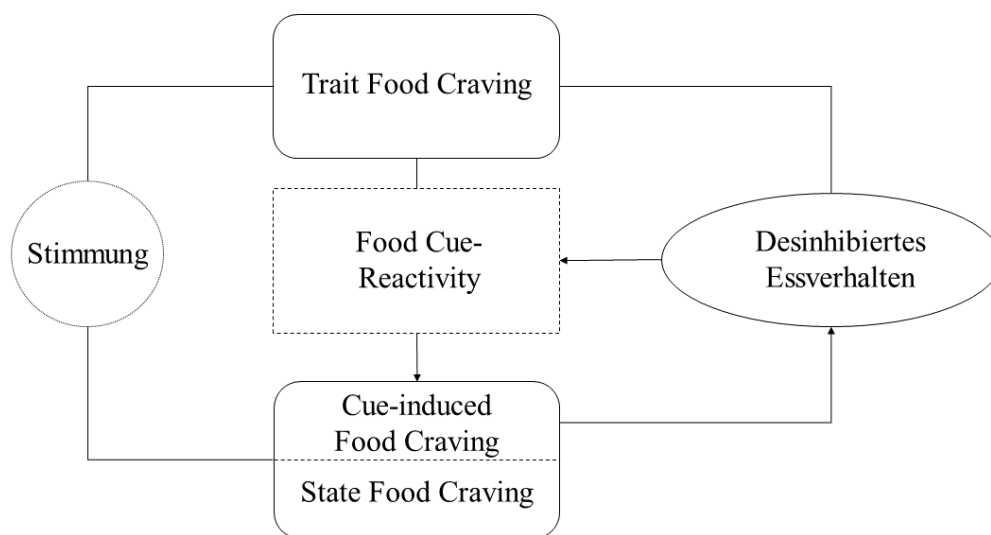 Trait Food Craving
Stimmung
Food Cue-
Reactivity
Desinhibiertes
Essverhalten
Cue-induced
Food Craving
State Food Craving